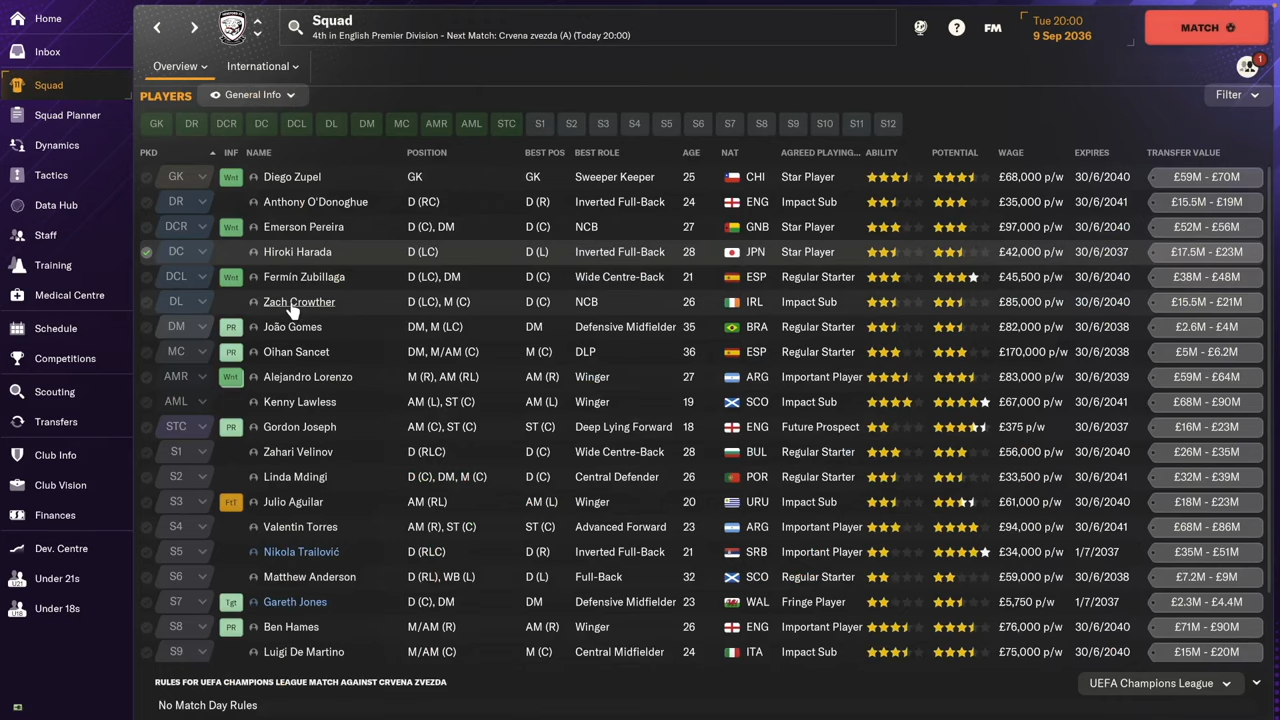 Home
Inbox
Squad
Squad Planner
Dynamics
Tactics
Data Hub
Staff
Training
Medical Centre
Schedule
Competitions
Scouting
Transfers
Club Info
Club Vision
Finances
Dev. Centre
U21 Under 21s
U18 Under 18s
Squad
4th in English Premier Division - Next Match: Crvena zvezda (A) (Today 20:00)
? FM
Tue 20:00
9 Sep 2036
MATCH
1
Overview International
PLAYERS General Info Filter
GK DR DCR DC DCL DL DM MC AMR AML STC S1 S2 S3 S4 S5 S6 S7 S8 S9 S10 S11 S12
PKD INF NAME POSITION BEST POS BEST ROLE AGE NAT AGREED PLAYING... ABILITY POTENTIAL WAGE EXPIRES TRANSFER VALUE
GK Wnt Diego Zupel GK GK Sweeper Keeper 25 CHI Star Player £68,000 p/w 30/6/2040 £59M - £70M
DR Anthony O'Donoghue D (RC) D (R) Inverted Full-Back 24 ENG Impact Sub £35,000 p/w 30/6/2041 £15.5M - £19M
DCR Wnt Emerson Pereira D (C), DM D (C) NCB 27 GNB Star Player £97,000 p/w 30/6/2040 £52M - £56M
DC Hiroki Harada D (LC) D (L) Inverted Full-Back 28 JPN Star Player £42,000 p/w 30/6/2037 £17.5M - £23M
DCL Wnt Fermín Zubillaga D (LC), DM D (C) Wide Centre-Back 21 ESP Regular Starter £45,500 p/w 30/6/2040 £38M - £48M
DL Zach Crowther D (LC), M (C) D (C) NCB 26 IRL Impact Sub £85,000 p/w 30/6/2040 £15.5M - £21M
DM PR João Gomes DM, M (LC) DM Defensive Midfielder 35 BRA Regular Starter £82,000 p/w 30/6/2038 £2.6M - £4M
MC PR Oihan Sancet DM, M/AM (C) M (C) DLP 36 ESP Regular Starter £170,000 p/w 30/6/2038 £5M - £6.2M
AMR Wnt Alejandro Lorenzo M (R), AM (RL) AM (R) Winger 27 ARG Important Player £83,000 p/w 30/6/2039 £59M - £64M
AML Kenny Lawless AM (L), ST (C) AM (L) Winger 19 SCO Impact Sub £67,000 p/w 30/6/2040 £68M - £90M
STC PR Gordon Joseph AM (C), ST (C) ST (C) Deep Lying Forward 18 ENG Future Prospect £375 p/w 30/6/2037 £16M - £23M
S1 Zahari Velinov D (RLC) D (C) Wide Centre-Back 28 BUL Regular Starter £56,000 p/w 30/6/2040 £26M - £35M
S2 Linda Mdingi D (C), DM, M (C) D (C) Central Defender 26 POR Regular Starter £33,500 p/w 30/6/2041 £32M - £39M
S3 FtT Julio Aguilar AM (RL) AM (L) Winger 20 URU Impact Sub £61,000 p/w 30/6/2040 £18M - £23M
S4 Valentin Torres AM (R), ST (C) ST (C) Advanced Forward 23 ARG Important Player £94,000 p/w 30/6/2041 £68M - £86M
S5 Nikola Trailović D (RLC) D (R) Inverted Full-Back 21 SRB Important Player £34,000 p/w 1/7/2037 £35M - £51M
S6 Matthew Anderson D (RL), WB (L) D (L) Full-Back 32 SCO Regular Starter £59,000 p/w 30/6/2038 £7.2M - £9M
S7 Tgt Gareth Jones D (C), DM DM Defensive Midfielder 23 WAL Fringe Player £5,750 p/w 1/7/2037 £2.3M - £4.4M
S8 PR Ben Hames M/AM (R) AM (R) Winger 26 ENG Important Player £76,000 p/w 30/6/2040 £71M - £90M
S9 Luigi De Martino M/AM (C) M (C) Central Midfielder 24 ITA Impact Sub £75,000 p/w 30/6/2040 £15M - £20M
RULES FOR UEFA CHAMPIONS LEAGUE MATCH AGAINST CRVENA ZVEZDA UEFA Champions League
No Match Day Rules